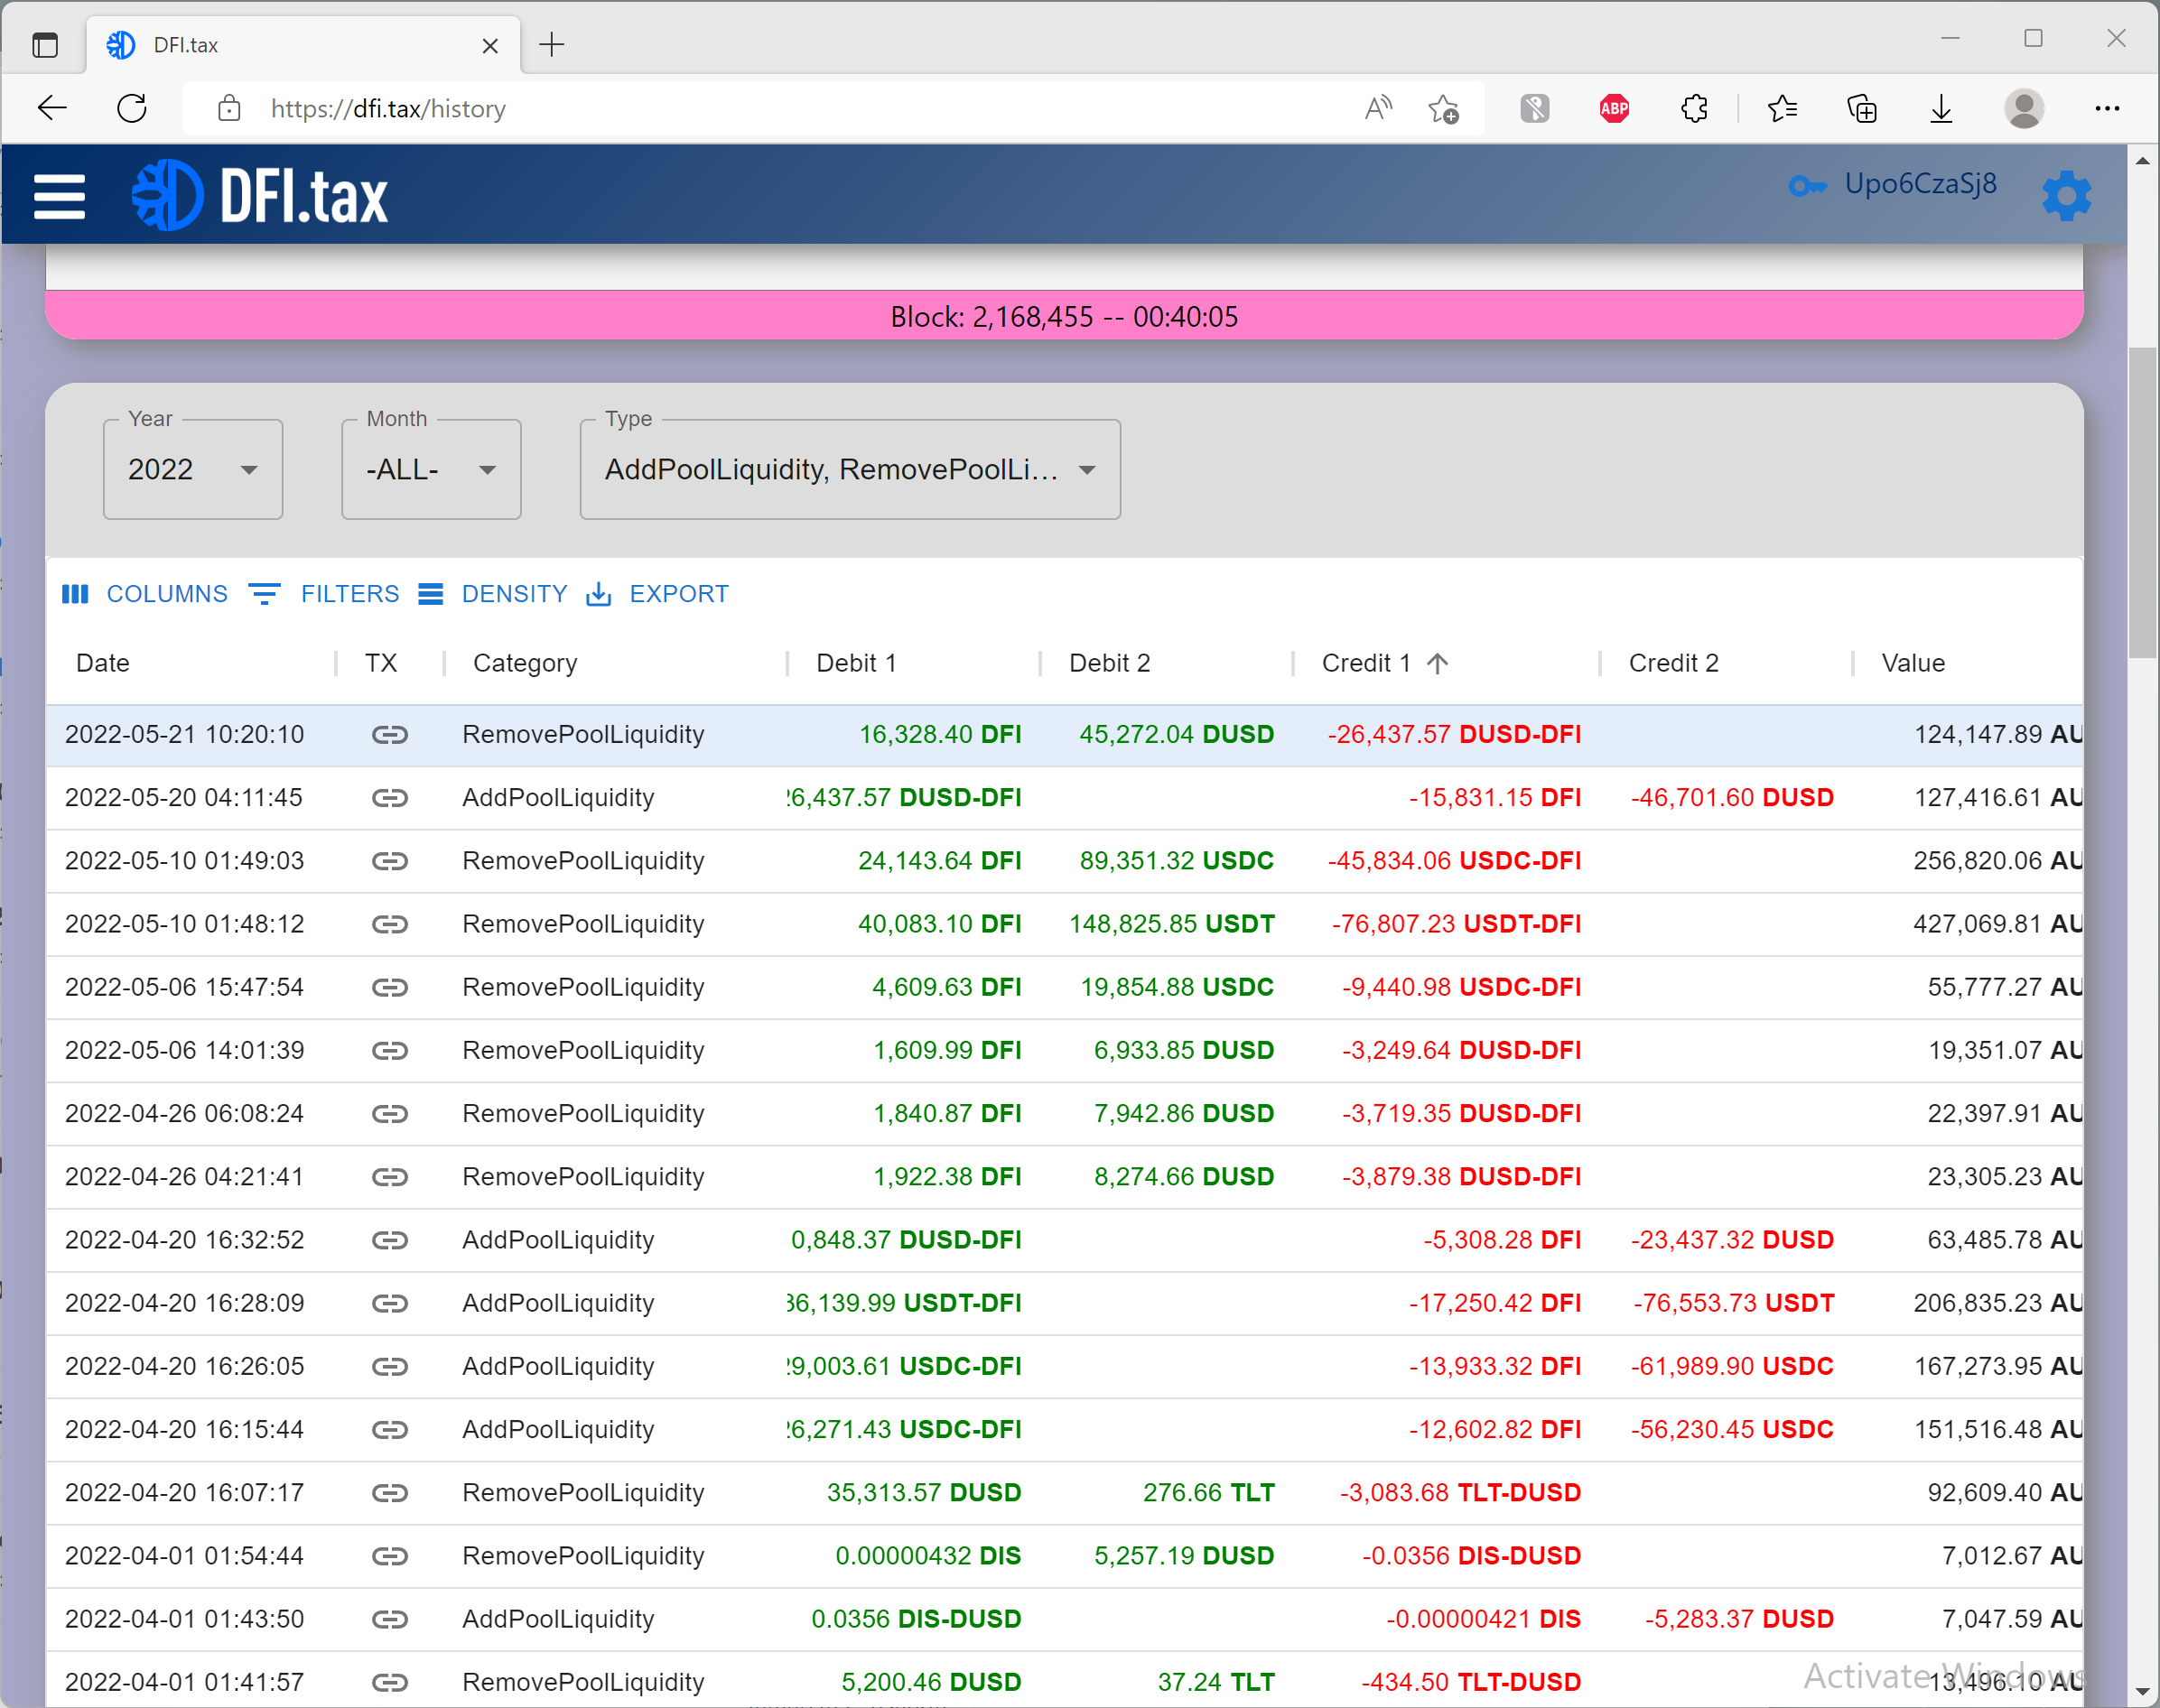 DFI.tax
https://dfi.tax/history
ABP
DFI.tax
Upo6CzaSj8
Block: 2,168,455 -- 00:40:05
Year Month Type
2022 -ALL- AddPoolLiquidity, RemovePoolLi...
COLUMNS FILTERS DENSITY EXPORT
Date TX Category Debit 1 Debit 2 Credit 1 Credit 2 Value
2022-05-21 10:20:10 RemovePoolLiquidity 16,328.40 DFI 45,272.04 DUSD -26,437.57 DUSD-DFI 124,147.89 AU
2022-05-20 04:11:45 AddPoolLiquidity 6,437.57 DUSD-DFI -15,831.15 DFI -46,701.60 DUSD 127,416.61 AU
2022-05-10 01:49:03 RemovePoolLiquidity 24,143.64 DFI 89,351.32 USDC -45,834.06 USDC-DFI 256,820.06 AU
2022-05-10 01:48:12 RemovePoolLiquidity 40,083.10 DFI 148,825.85 USDT -76,807.23 USDT-DFI 427,069.81 AU
2022-05-06 15:47:54 RemovePoolLiquidity 4,609.63 DFI 19,854.88 USDC -9,440.98 USDC-DFI 55,777.27 AU
2022-05-06 14:01:39 RemovePoolLiquidity 1,609.99 DFI 6,933.85 DUSD -3,249.64 DUSD-DFI 19,351.07 AU
2022-04-26 06:08:24 RemovePoolLiquidity 1,840.87 DFI 7,942.86 DUSD -3,719.35 DUSD-DFI 22,397.91 AU
2022-04-26 04:21:41 RemovePoolLiquidity 1,922.38 DFI 8,274.66 DUSD -3,879.38 DUSD-DFI 23,305.23 AU
2022-04-20 16:32:52 AddPoolLiquidity 0,848.37 DUSD-DFI -5,308.28 DFI -23,437.32 DUSD 63,485.78 AU
2022-04-20 16:28:09 AddPoolLiquidity 36,139.99 USDT-DFI -17,250.42 DFI -76,553.73 USDT 206,835.23 AU
2022-04-20 16:26:05 AddPoolLiquidity 9,003.61 USDC-DFI -13,933.32 DFI -61,989.90 USDC 167,273.95 AU
2022-04-20 16:15:44 AddPoolLiquidity 6,271.43 USDC-DFI -12,602.82 DFI -56,230.45 USDC 151,516.48 AU
2022-04-20 16:07:17 RemovePoolLiquidity 35,313.57 DUSD 276.66 TLT -3,083.68 TLT-DUSD 92,609.40 AU
2022-04-01 01:54:44 RemovePoolLiquidity 0.00000432 DIS 5,257.19 DUSD -0.0356 DIS-DUSD 7,012.67 AU
2022-04-01 01:43:50 AddPoolLiquidity 0.0356 DIS-DUSD -0.00000421 DIS -5,283.37 DUSD 7,047.59 AU
2022-04-01 01:41:57 RemovePoolLiquidity 5,200.46 DUSD 37.24 TLT -434.50 TLT-DUSD 13,496.10 AU
Activate Windows